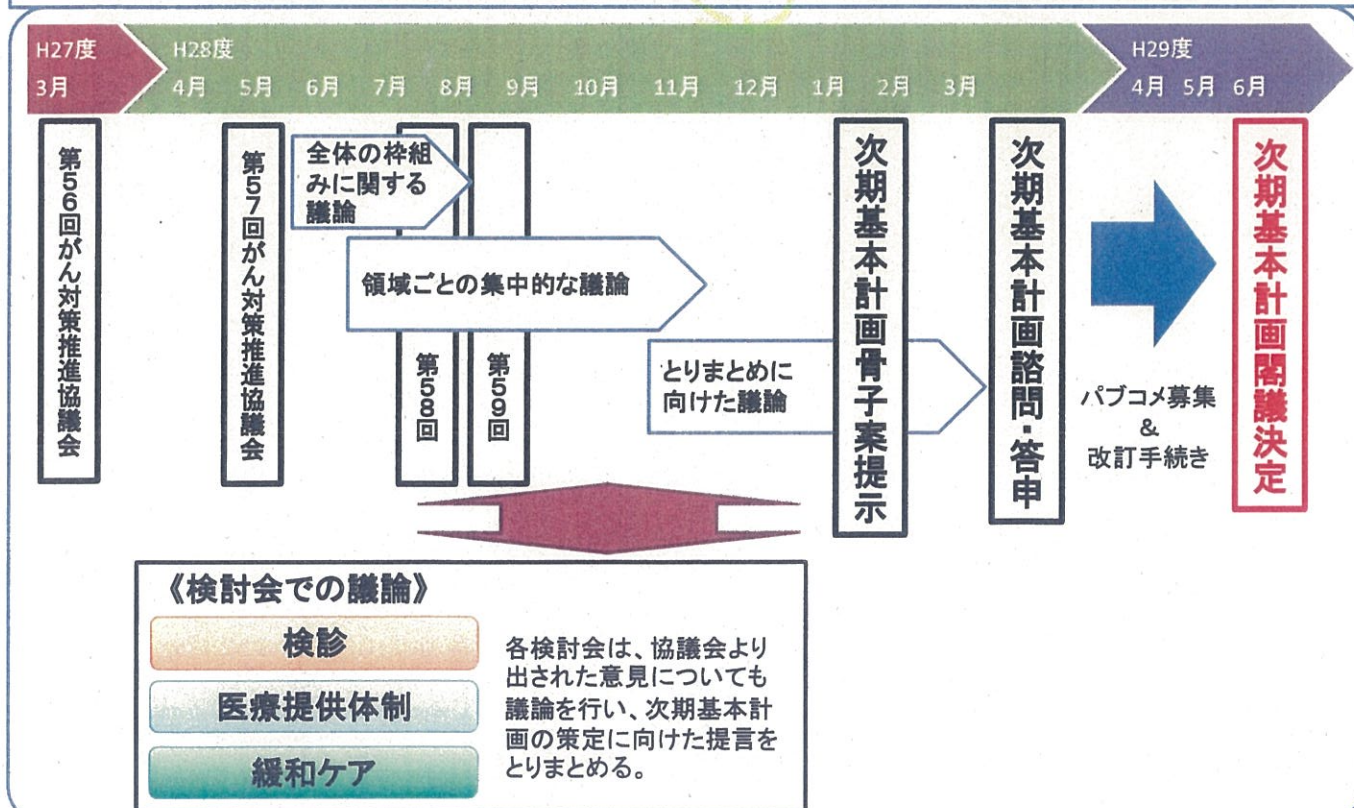 H27度
3月
H28度
4月 5月 6月 7月 8月 9月 10月 11月 12月 1月 2月 3月
H29度
4月 5月 6月
第56回がん対策推進協議会
第57回がん対策推進協議会
全体の枠組
みに関する
議論
領域ごとの集中的な議論
第58回
第59回
とりまとめに
向けた議論
次期基本計画骨子案提示
次期基本計画諮問・答申
パブコメ募集
&
改訂手続き
次期基本計画閣議決定
《検討会での議論》
検診
医療提供体制
緩和ケア
各検討会は、協議会より
出された意見についても
議論を行い、次期基本計
画の策定に向けた提言を
とりまとめる。